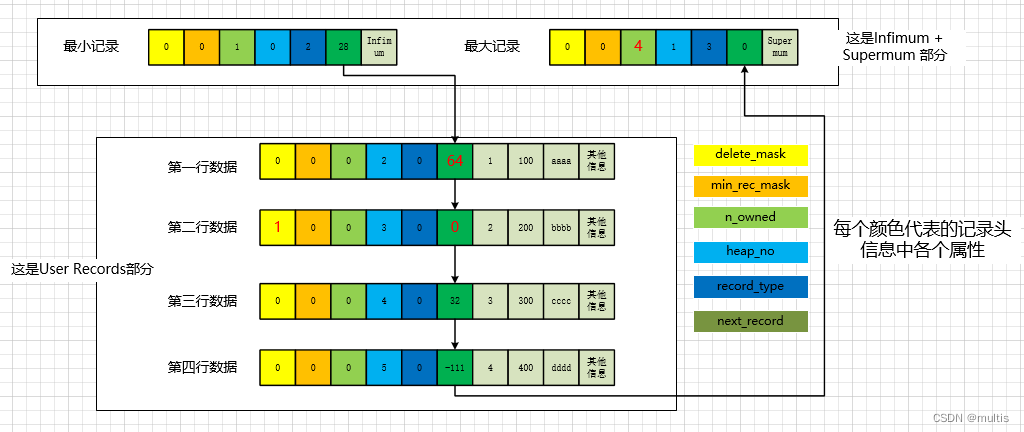 最小记录
0 0 1 0 2 28 Infim
um
最大记录
0 0 4 1 3 0 Super
mum
这是Infimum +
Supermum 部分
第一行数据
0 0 0 2 0 64 1 100 aaaa 其他
信息
第二行数据
1 0 0 3 0 0 2 200 bbbb 其他
信息
这是User Records部分
第三行数据
0 0 0 4 0 32 3 300 cccc 其他
信息
第四行数据
0 0 0 5 0 -111 4 400 dddd 其他
信息
delete_mask
min_rec_mask
n_owned
heap_no
record_type
next_record
每个颜色代表的记录头
信息中各个属性
CSDN @multis